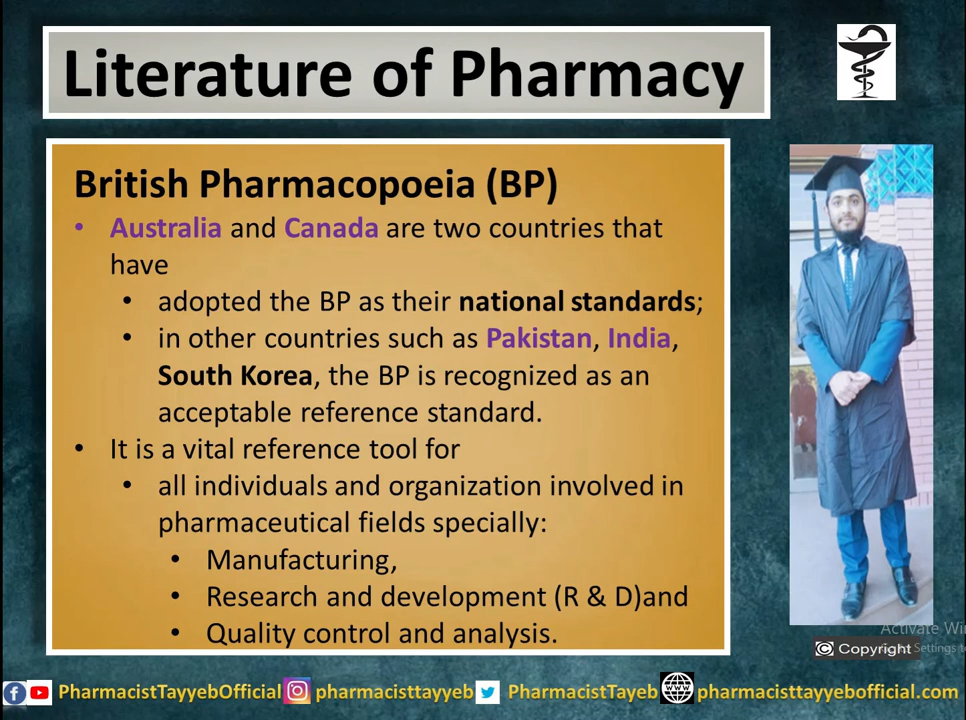 Literature of Pharmacy
British Pharmacopoeia (BP)
• Australia and Canada are two countries that
have
• adopted the BP as their national standards;
• in other countries such as Pakistan, India,
South Korea, the BP is recognized as an
acceptable reference standard.
• It is a vital reference tool for
• all individuals and organization involved in
pharmaceutical fields specially:
• Manufacturing,
• Research and development (R & D)and
• Quality control and analysis.
Activate Wi
© Copyright Settings t
PharmacistTayyebOfficial pharmacisttayyeb PharmacistTayeb pharmacisttayyebofficial.com